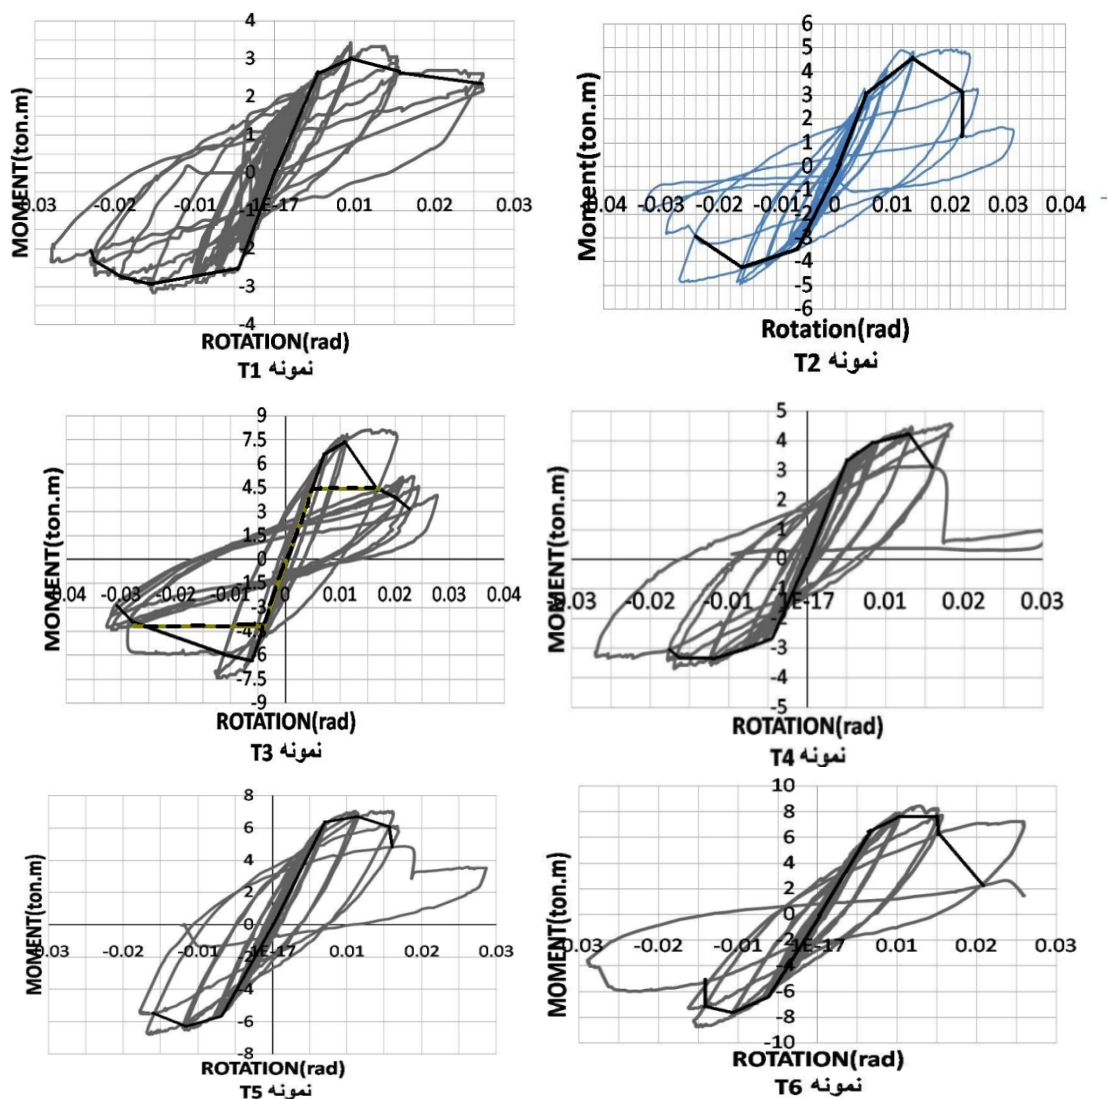 4
3
2
1
0
-1
-2
-3
-4
0.03 -0.02 -0.01 -1E-17 0.01 0.02 0.03
MOMENT(ton.m)
ROTATION(rad)
نمونه T1
6
5
4
3
2
1
0
-1
-2
-3
-4
-5
-6
0.04 -0.03 -0.02 -0.01 0 0.01 0.02 0.03 0.04
Moment(ton.m)
Rotation(rad)
نمونه T2
9
7.5
6
4.5
3
1.5
0
-1.5
-3
-4.5
-6
-7.5
-9
0.04 -0.03 -0.02 -0.01 0 0.01 0.02 0.03 0.04
MOMENT(ton.m)
ROTATION(rad)
نمونه T3
5
4
3
2
1
0
-1
-2
-3
-4
-5
0.03 -0.02 -0.01 -1E-17 0.01 0.02 0.03
MOMENT(ton.m)
ROTATION(rad)
نمونه T4
8
6
4
2
0
-2
-4
-6
-8
0.03 -0.02 -0.01 -1E-17 0.01 0.02 0.03
MOMENT(ton.m)
ROTATION(rad)
نمونه T5
10
8
6
4
2
0
-2
-4
-6
-8
-10
0.03 -0.02 -0.01 -1E-17 0.01 0.02 0.03
MOMENT(ton.m)
ROTATION(rad)
نمونه T6